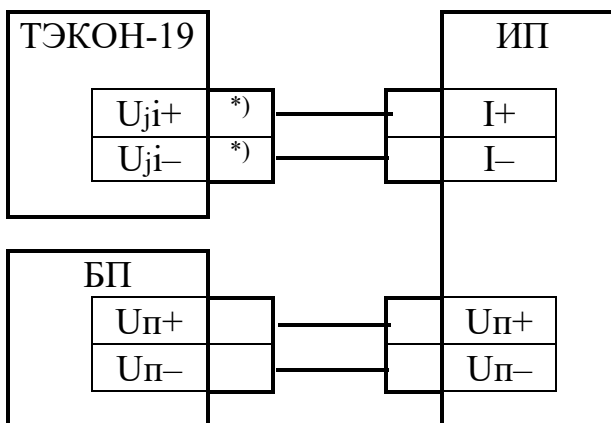 ТЭКОН-19 ИП
Uji+ *) I+
Uji– *) I–
БП
Uп+ Uп+
Uп– Uп–